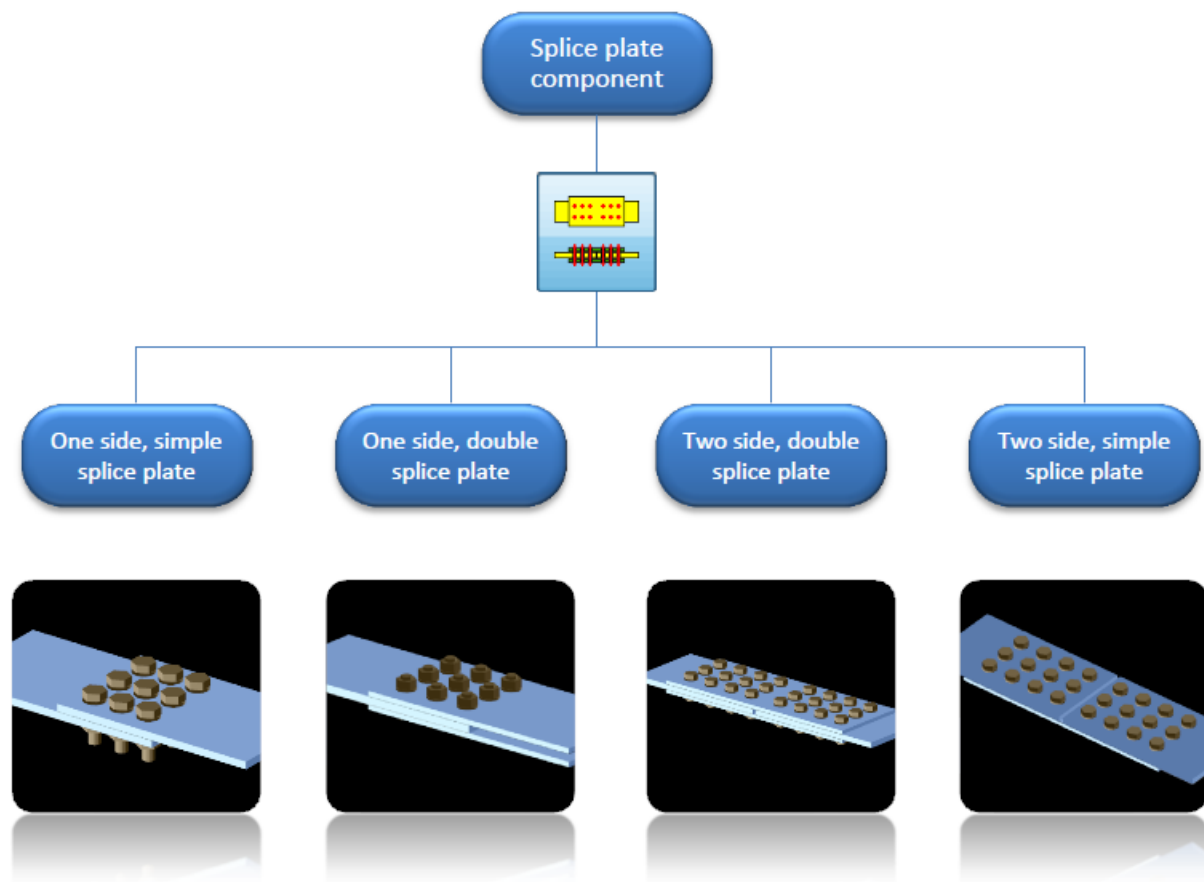 Splice plate
component
One side, simple
splice plate
One side, double
splice plate
Two side, double
splice plate
Two side, simple
splice plate